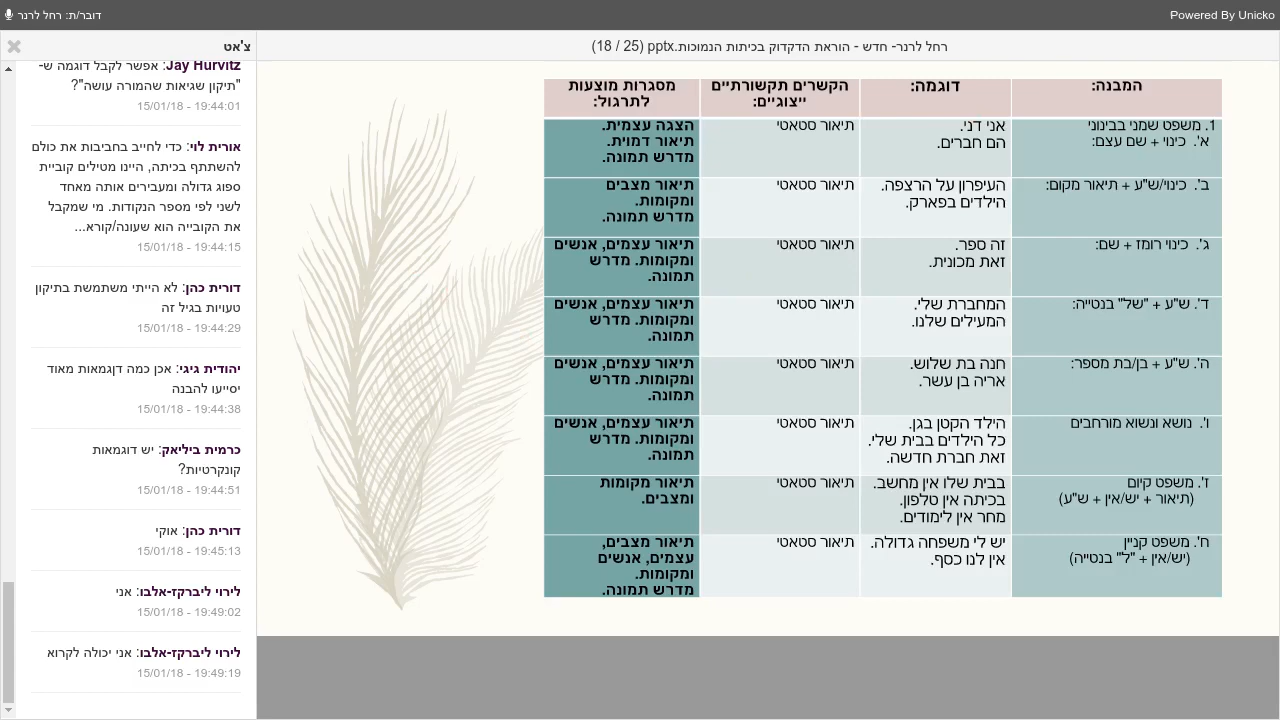 דובר/ת: רחל לרנר
Powered By Unicko
צ'אט
רחל לרנר- חדש - הוראת הדקדוק בכיתות הנמוכות.pptx (18 / 25)
Jay Hurvitz: אפשר לקבל דוגמה ש-
"תיקון שגיאות שהמורה עושה"?
15/01/18 - 19:44:01
אורית לוי: כדי לחייב בחביבות את כולם
להשתתף בכיתה, היינו מטילים קוביית
ספוג גדולה ומעבירים אותה מאחד
לשני לפי מספר הנקודות. מי שמקבל
את הקובייה הוא שעונה/קורא...
15/01/18 - 19:44:15
דורית כהן: לא הייתי משתמשת בתיקון
טעויות בגיל זה
15/01/18 - 19:44:29
יהודית גיגי: אכן כמה דןגמאות מאוד
יסייעו להבנה
15/01/18 - 19:44:38
כרמית ביליאק: יש דוגמאות
קונקרטיות?
15/01/18 - 19:44:51
דורית כהן: אוקי
15/01/18 - 19:45:13
לירוי ליברקז-אלבו: אני
15/01/18 - 19:49:02
לירוי ליברקז-אלבו: אני יכולה לקרוא
15/01/18 - 19:49:19
המבנה:
דוגמה:
הקשרים תקשורתיים
ייצוגיים:
מסגרות מוצעות
לתרגול:
1. משפט שמני בבינוני
א'. כינוי + שם עצם:
אני דני.
הם חברים.
תיאור סטאטי
הצגה עצמית.
תיאור דמוית.
מדרש תמונה.
ב'. כינוי/ש"ע + תיאור מקום:
העיפרון על הרצפה.
הילדים בפארק.
תיאור סטאטי
תיאור מצבים
ומקומות.
מדרש תמונה.
ג'. כינוי רומז + שם:
זה ספר.
זאת מכונית.
תיאור סטאטי
תיאור עצמים, אנשים
ומקומות. מדרש
תמונה.
ד'. ש"ע + "של" בנטייה:
המחברת שלי.
המעילים שלנו.
תיאור סטאטי
תיאור עצמים, אנשים
ומקומות. מדרש
תמונה.
ה'. ש"ע + בן/בת מספר:
חנה בת שלוש.
אריה בן עשר.
תיאור סטאטי
תיאור עצמים, אנשים
ומקומות. מדרש
תמונה.
ו'. נושא ונשוא מורחבים
הילד הקטן בגן.
כל הילדים בבית שלי.
זאת חברת חדשה.
תיאור סטאטי
תיאור עצמים, אנשים
ומקומות. מדרש
תמונה.
ז'. משפט קיום
(תיאור + יש/אין + ש"ע)
בבית שלו אין מחשב.
בכיתה אין טלפון.
מחר אין לימודים.
תיאור סטאטי
תיאור מקומות
ומצבים.
ח'. משפט קניין
(יש/אין + "ל" בנטייה)
יש לי משפחה גדולה.
אין לנו כסף.
תיאור סטאטי
תיאור מצבים,
עצמים, אנשים
ומקומות.
מדרש תמונה.